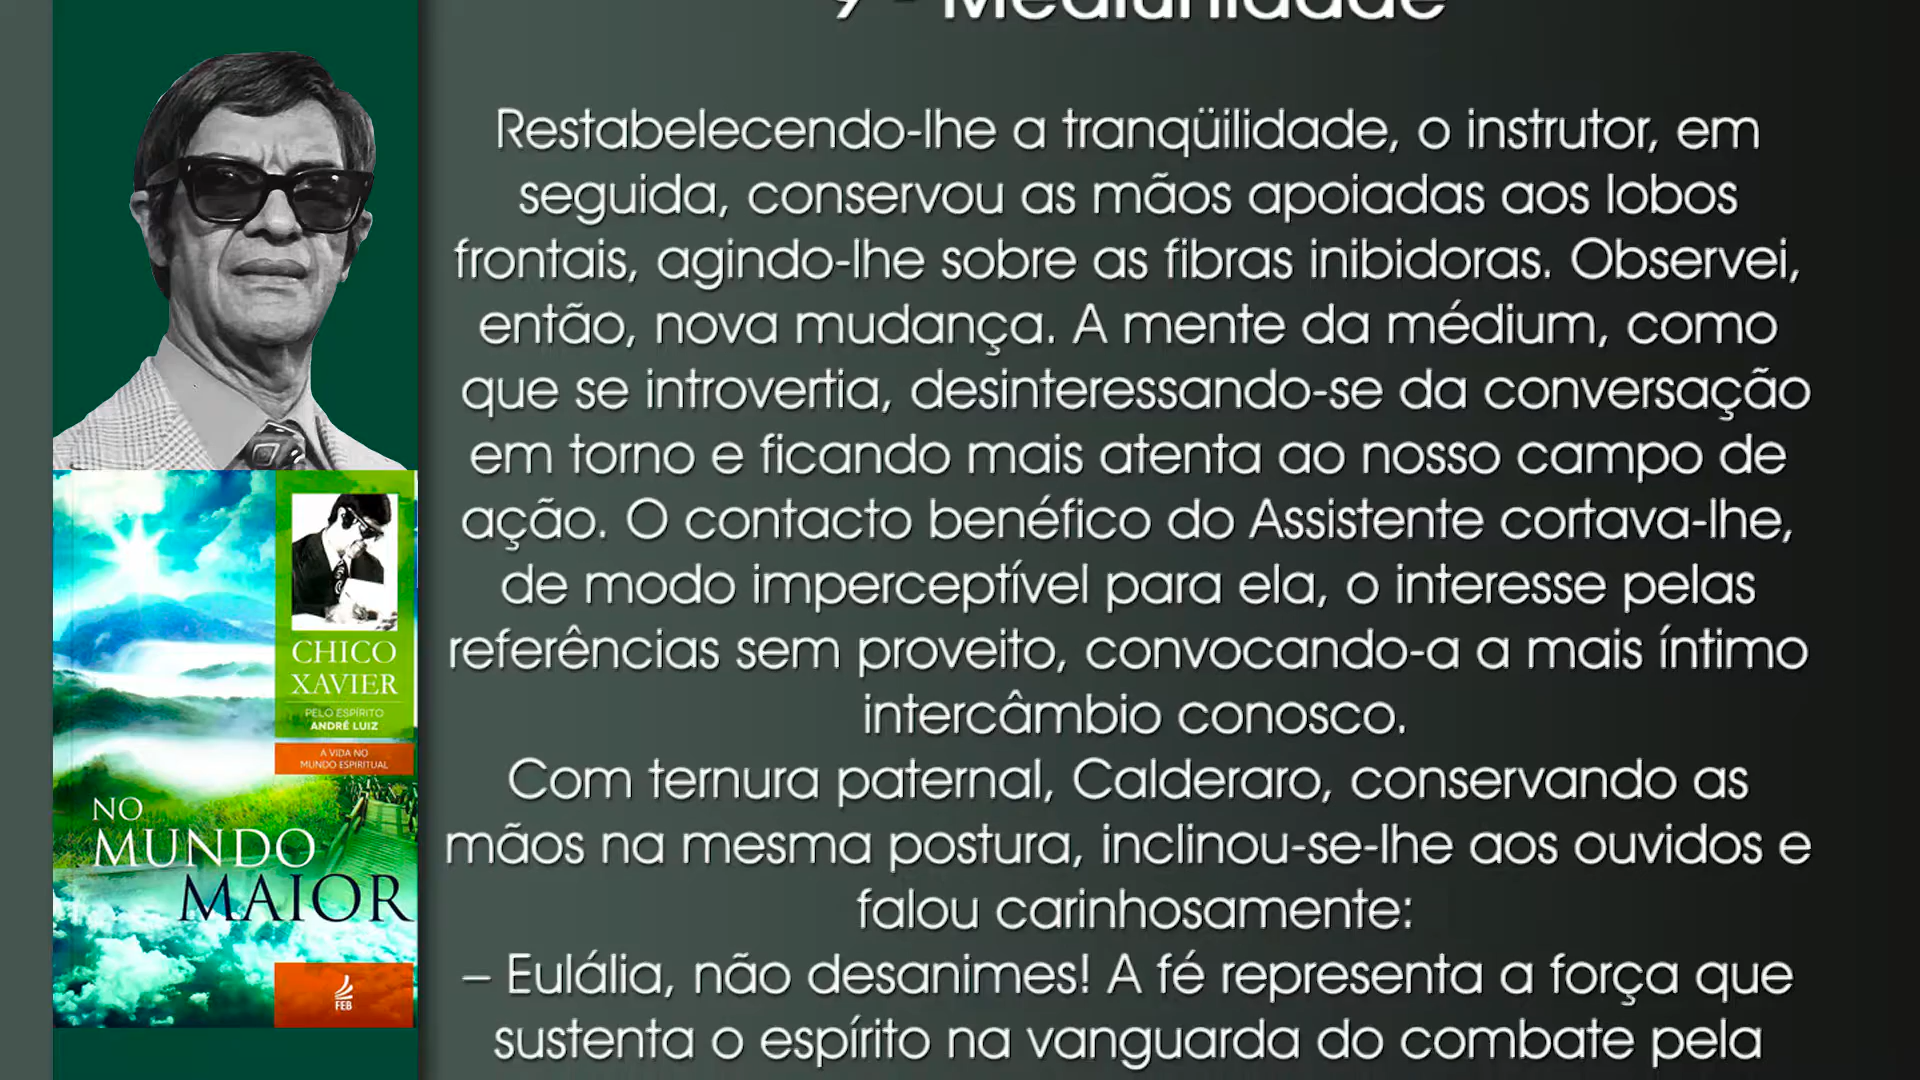 9 - Mediunidade
Restabelecendo-lhe a tranqüilidade, o instrutor, em
seguida, conservou as mãos apoiadas aos lobos
frontais, agindo-lhe sobre as fibras inibidoras. Observei,
então, nova mudança. A mente da médium, como
que se introvertia, desinteressando-se da conversação
em torno e ficando mais atenta ao nosso campo de
ação. O contacto benéfico do Assistente cortava-lhe,
de modo imperceptível para ela, o interesse pelas
referências sem proveito, convocando-a a mais íntimo
intercâmbio conosco.
Com ternura paternal, Calderaro, conservando as
mãos na mesma postura, inclinou-se-lhe aos ouvidos e
falou carinhosamente:
– Eulália, não desanimes! A fé representa a força que
sustenta o espírito na vanguarda do combate pela
CHICO
XAVIER
PELO ESPÍRITO
ANDRÉ LUIZ
A VIDA NO
MUNDO ESPIRITUAL
NO
MUNDO
MAIOR
FEB